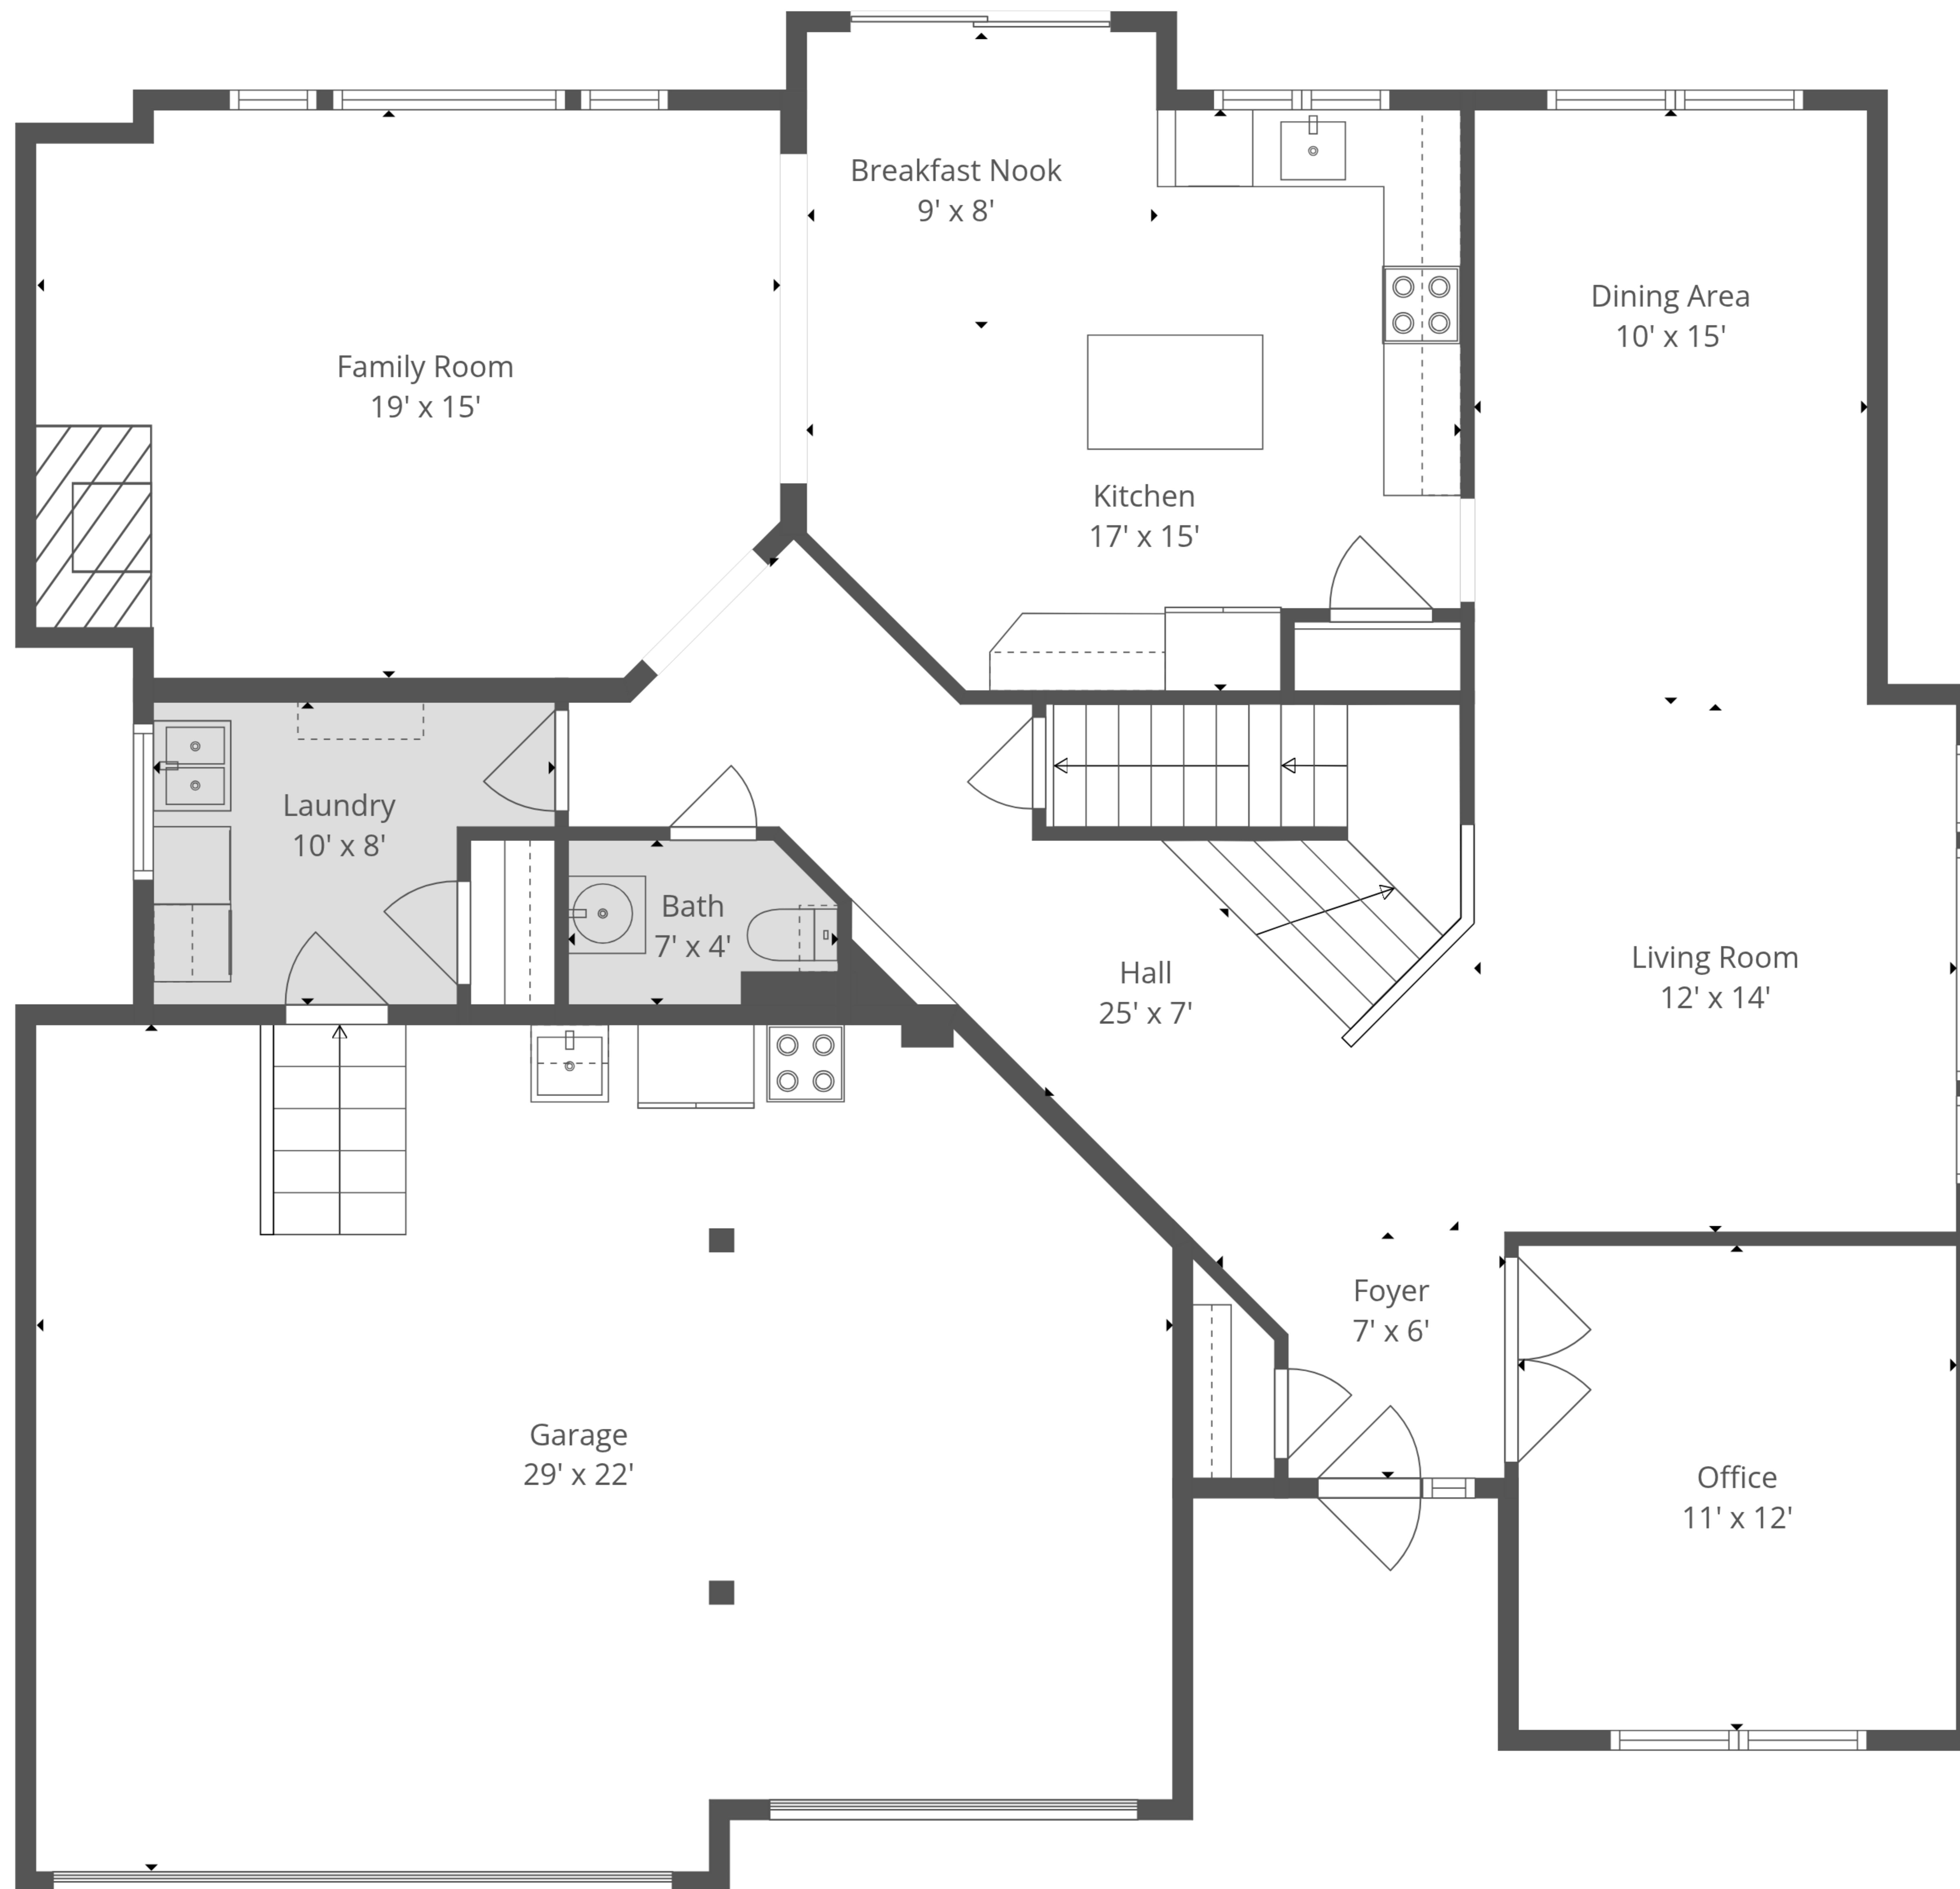 Breakfast Nook
9' x 8'
Dining Area
10' x 15'
Family Room
19' x 15'
Kitchen
17' x 15'
Laundry
10' x 8'
Bath
7' x 4'
Hall
25' x 7'
Living Room
12' x 14'
Foyer
7' x 6'
Garage
29' x 22'
Office
11' x 12'